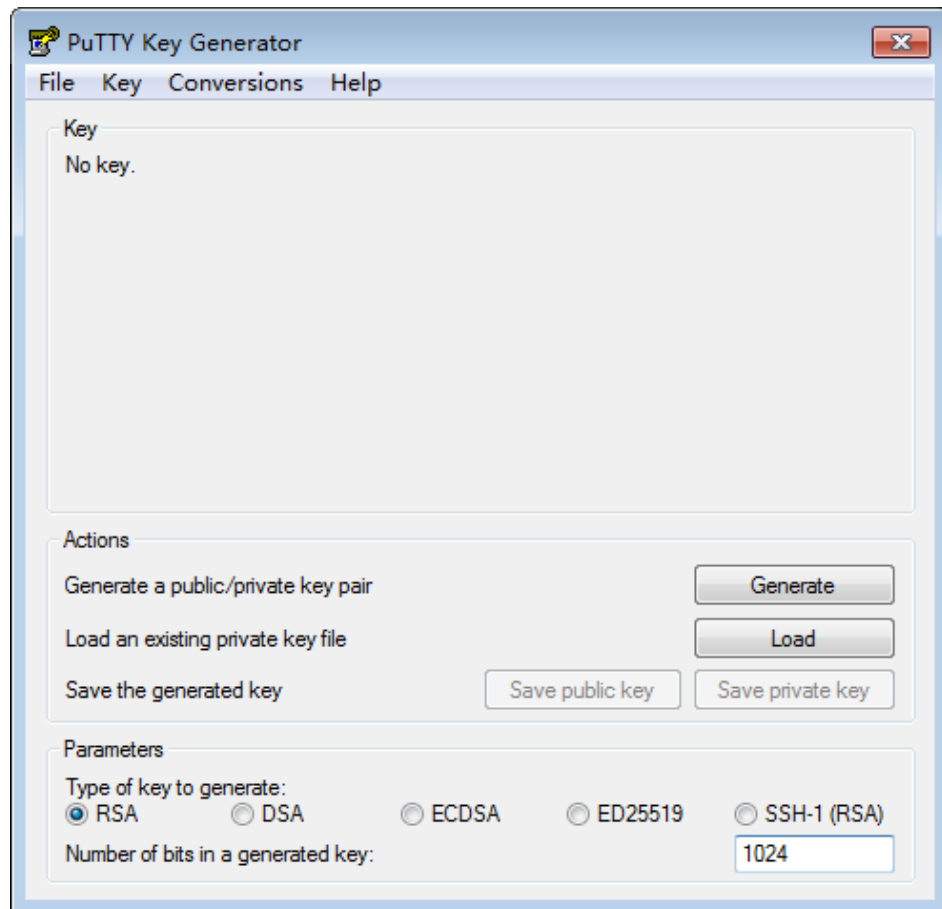 PuTTY Key Generator
File Key Conversions Help
Key
No key.
Actions
Generate a public/private key pair Generate
Load an existing private key file Load
Save the generated key Save public key Save private key
Parameters
Type of key to generate:
RSA DSA ECDSA ED25519 SSH-1 (RSA)
Number of bits in a generated key: 1024